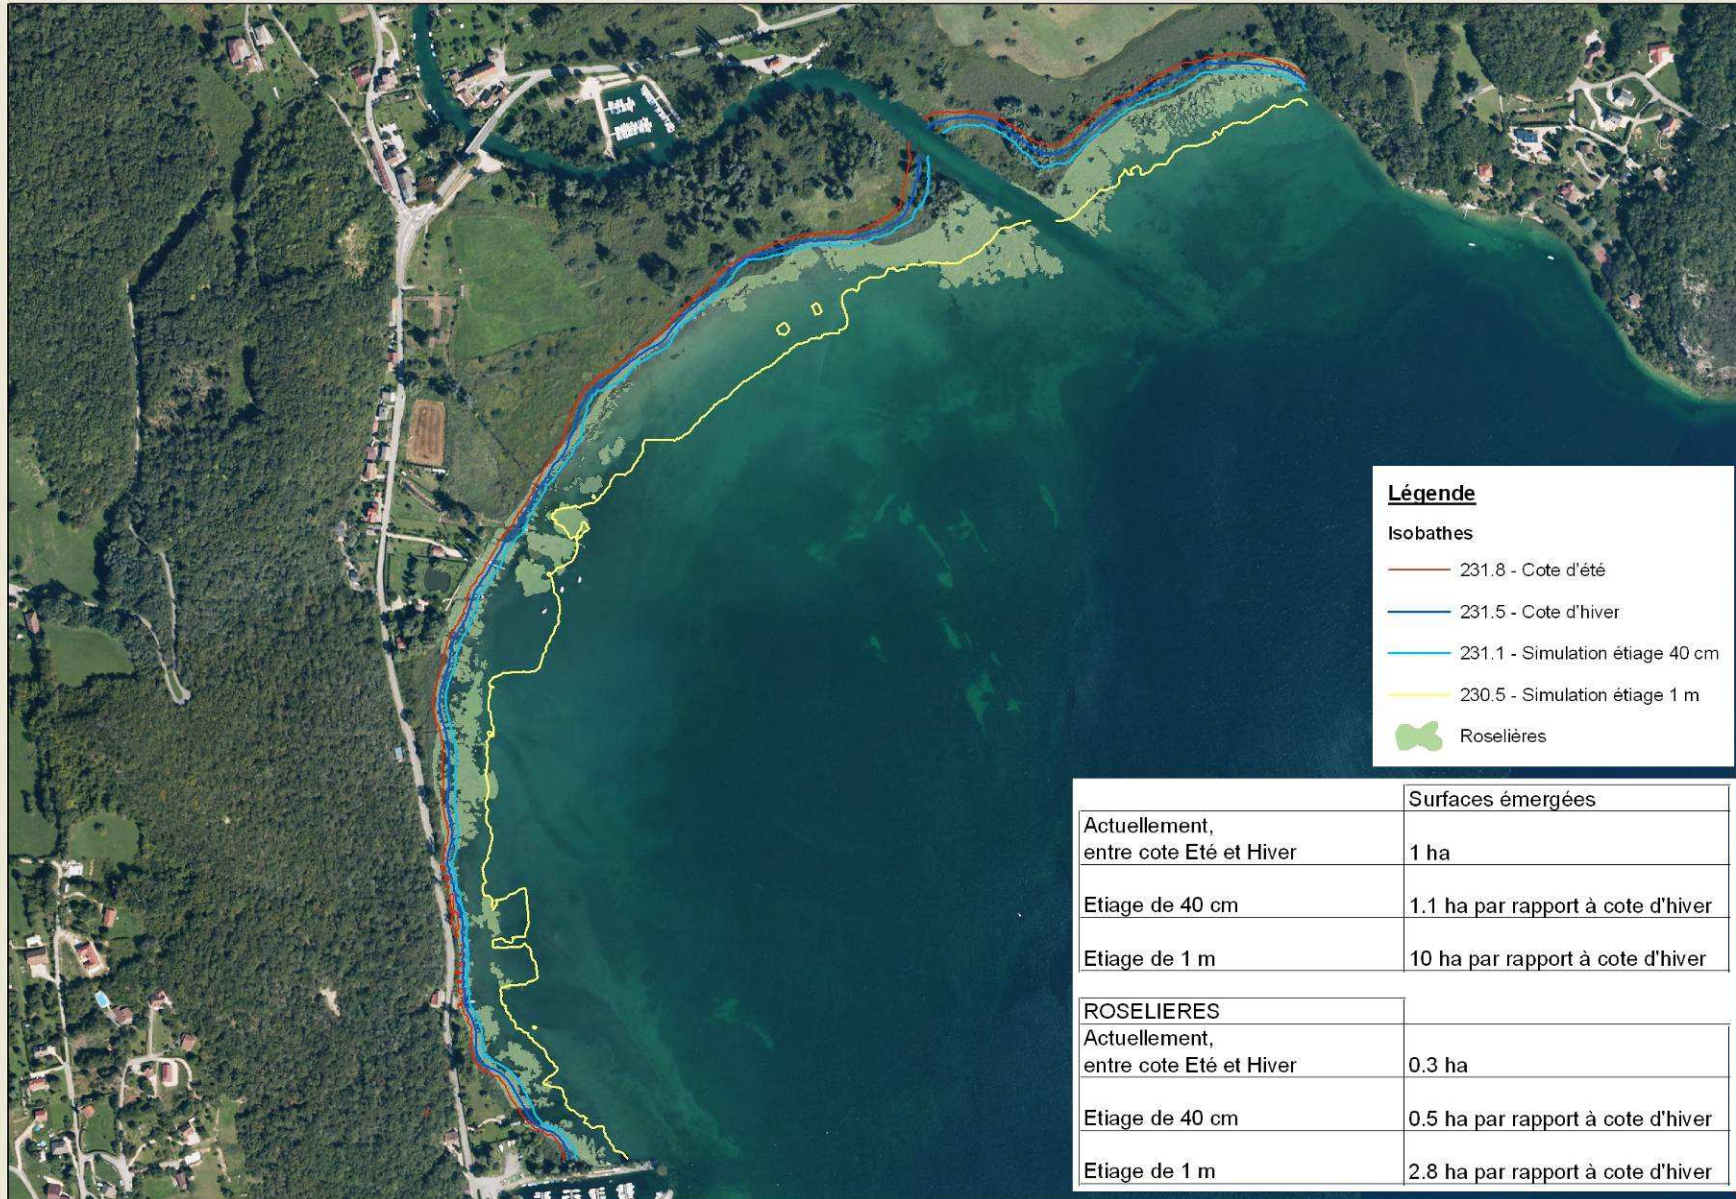 Légende
Isobathes
231.8 - Cote d'été
231.5 - Cote d'hiver
231.1 - Simulation étiage 40 cm
230.5 - Simulation étiage 1 m
Roselières
Surfaces émergées
Actuellement,
entre cote Eté et Hiver 1 ha
Etiage de 40 cm 1.1 ha par rapport à cote d'hiver
Etiage de 1 m 10 ha par rapport à cote d'hiver
ROSELIERES
Actuellement,
entre cote Eté et Hiver 0.3 ha
Etiage de 40 cm 0.5 ha par rapport à cote d'hiver
Etiage de 1 m 2.8 ha par rapport à cote d'hiver